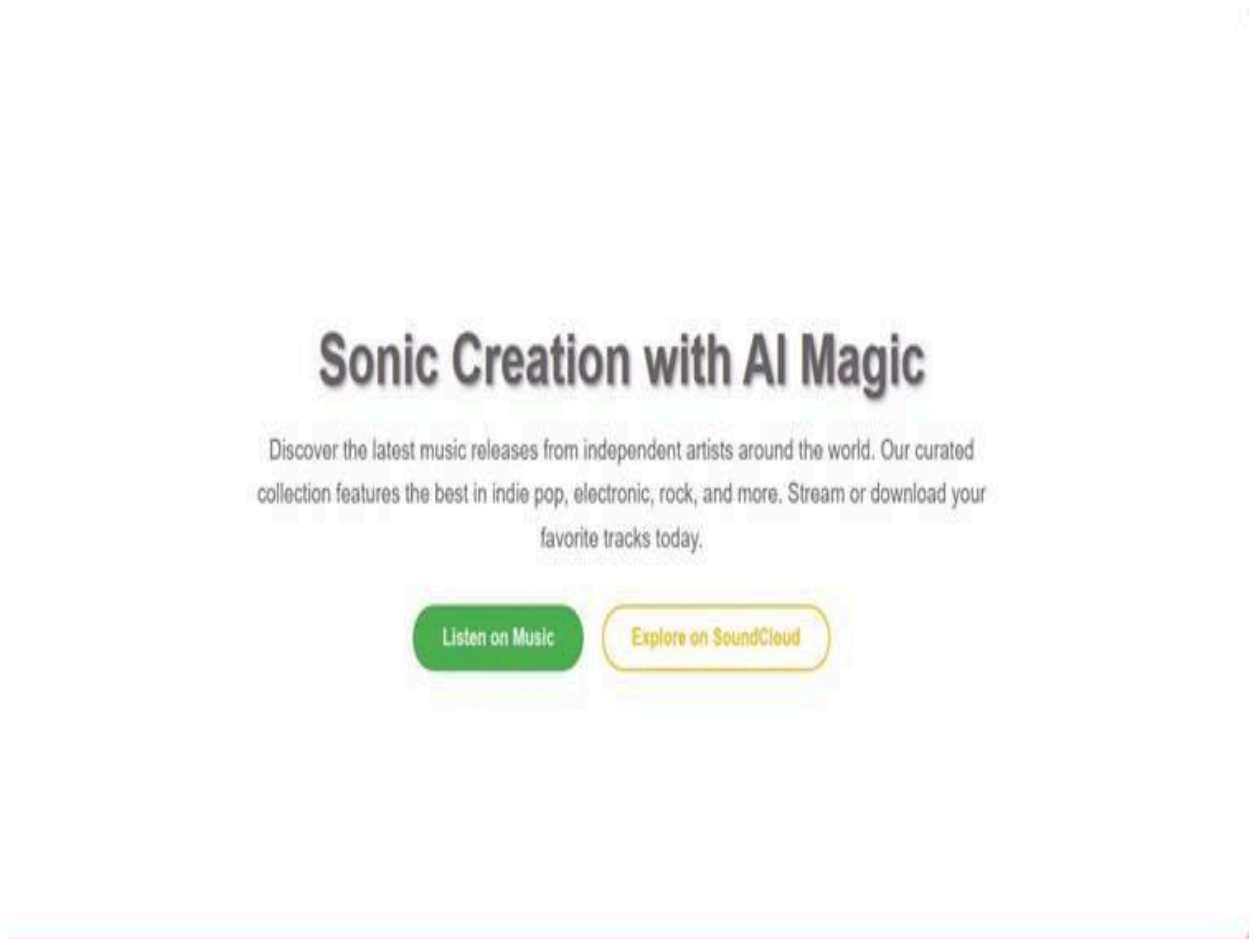 Sonic Creation with AI Magic
Discover the latest music releases from independent artists around the world. Our curated
collection features the best in indie pop, electronic, rock, and more. Stream or download your
favorite tracks today.
Listen on Music
Explore on SoundCloud